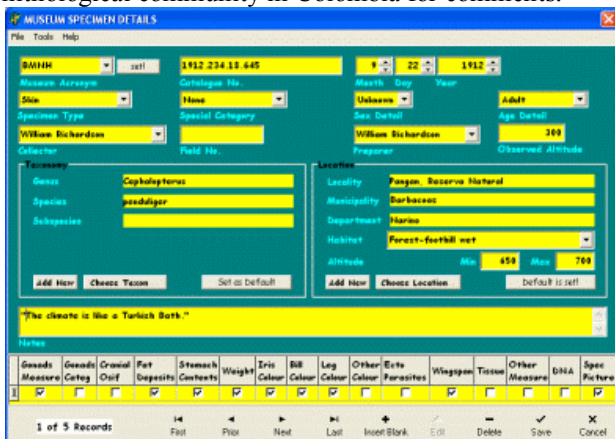 inthological community in Colombia for comments.
MUSEUM SPECIMEN DETAILS
File Tools Help
BMNH set! 1912.234.18.645 9 22 1912
Museum Acronym Catalogue No. Month Day Year
Skin None Unknown Adult
Specimen Type Special Category Sex Detail Age Detail
William Richardson William Richardson 300
Collector Field No. Preparer Observed Altitude
Taxonomy Location
Genus Cephalopterus Locality Pangan, Reserva Natural
Species penduliger Municipality Barbacoas
Subspecies Department Narino
Habitat Forest-foothill wet
Altitude Min 650 Max 700
Add New Choose Taxon Set as Default Add New Choose Location Default is set!
"The climate is like a Turkish Bath."
Notes
Gonads Measure Gonads Categ Cranial Osif Fat Deposits Stomach Contents Weight Iris Colour Bill Colour Leg Colour Other Colour Ecto Parasites Wingspan Tissue Other Measure DNA Spec Picture
1 of 5 Records First Prior Next Last Insert Blank Edit Delete Save Cancel